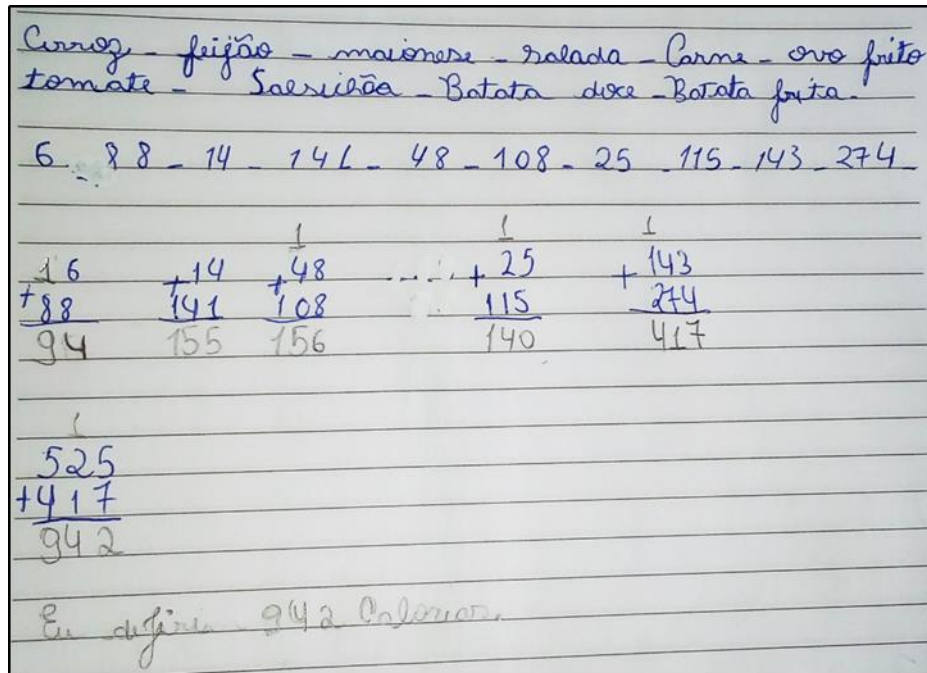 Arroz - feijão - maionese - salada - Carne - ovo frito
tomate - Salsichão - Batata doce - Batata frita.
6 - 88 - 14 - 141 - 48 - 108 - 25 - 115 - 143 - 274 -
1 1 1
16 +14 +48 ..... + 25 + 143
+88 141 108 115 274
94 155 156 140 417
1
525
+417
942
Eu 942 Calorias.